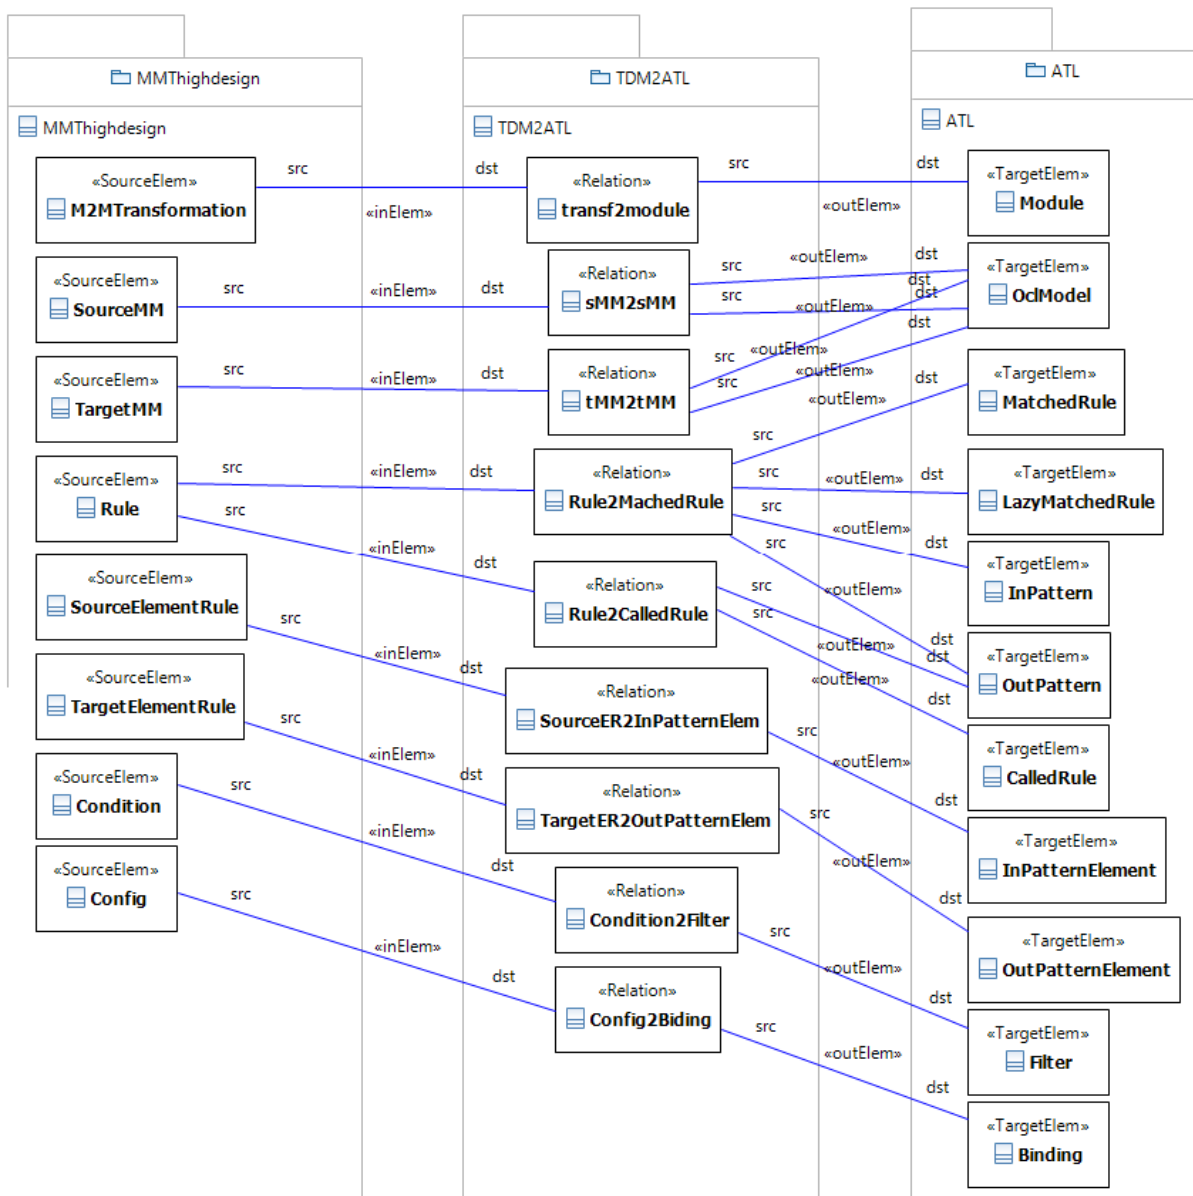 MMThighdesign
MMThighdesign
«SourceElem»
M2MTransformation
«SourceElem»
SourceMM
«SourceElem»
TargetMM
«SourceElem»
Rule
«SourceElem»
SourceElementRule
«SourceElem»
TargetElementRule
«SourceElem»
Condition
«SourceElem»
Config
src
«inElem»
dst
src
«inElem»
dst
src
«inElem»
dst
src
«inElem»
dst
src
«inElem»
dst
src
«inElem»
dst
src
«inElem»
dst
src
«inElem»
dst
src
«inElem»
dst
TDM2ATL
TDM2ATL
«Relation»
transf2module
«Relation»
sMM2sMM
«Relation»
tMM2tMM
«Relation»
Rule2MachedRule
«Relation»
Rule2CalledRule
«Relation»
SourceER2InPatternElem
«Relation»
TargetER2OutPatternElem
«Relation»
Condition2Filter
«Relation»
Config2Biding
src
«outElem»
dst
src
«outElem»
dst
src
«outElem»
dst
src
«outElem»
dst
src
«outElem»
dst
src
«outElem»
dst
src
«outElem»
dst
src
«outElem»
dst
src
«outElem»
dst
src
«outElem»
dst
src
«outElem»
dst
src
«outElem»
dst
src
«outElem»
dst
src
«outElem»
dst
src
«outElem»
dst
ATL
ATL
«TargetElem»
Module
«TargetElem»
OclModel
«TargetElem»
MatchedRule
«TargetElem»
LazyMatchedRule
«TargetElem»
InPattern
«TargetElem»
OutPattern
«TargetElem»
CalledRule
«TargetElem»
InPatternElement
«TargetElem»
OutPatternElement
«TargetElem»
Filter
«TargetElem»
Binding